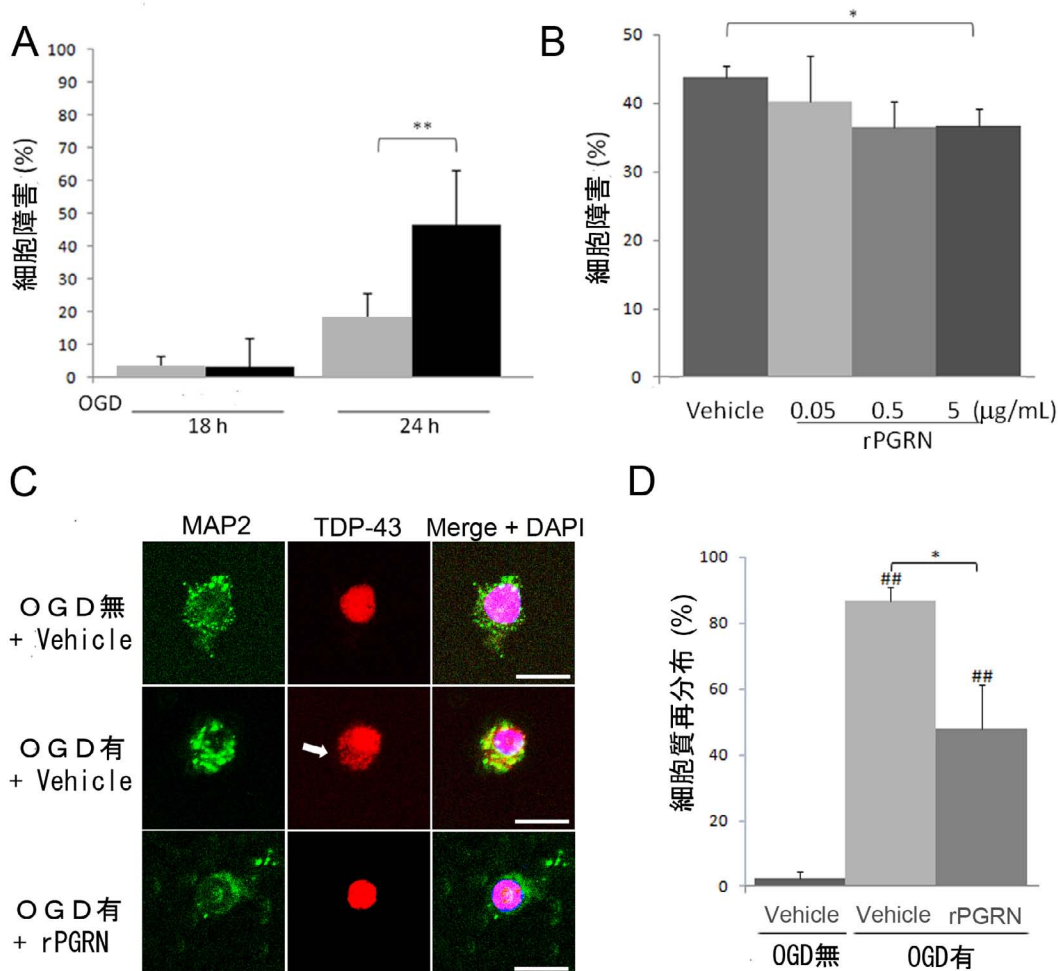 A
細胞障害 (%)
100
90
80
70
60
50
40
30
20
10
0
**
OGD
18 h
24 h
B
細胞障害 (%)
50
40
30
20
10
0
*
Vehicle
0.05 0.5 5 (μg/mL)
rPGRN
C
MAP2 TDP-43 Merge + DAPI
OGD無
+ Vehicle
OGD有
+ Vehicle
OGD有
+ rPGRN
D
細胞質再分布 (%)
100
80
60
40
20
0
*
##
##
Vehicle Vehicle rPGRN
OGD無 OGD有